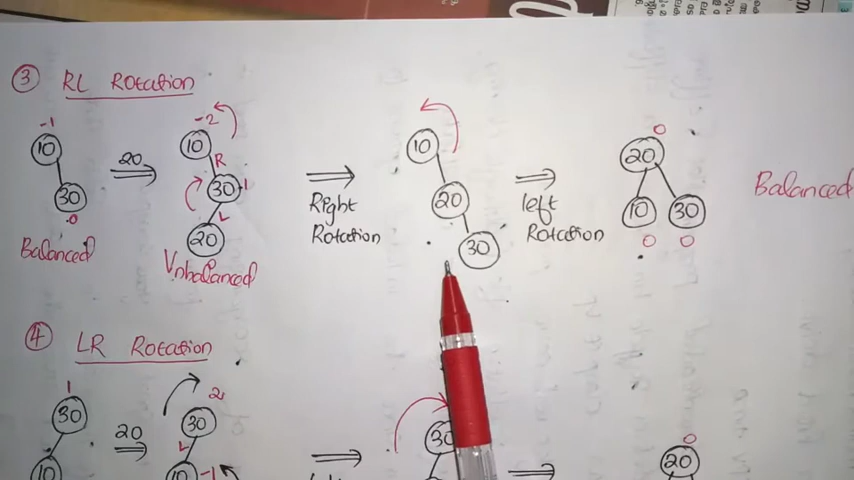 ③ RL Rotation
-1
10
30
0
Balanced
20
-2
10
R
30
1
L
20
Unbalanced
Right
Rotation
10
20
30
left
Rotation
0
20
10
30
0
0
Balanced
④ LR Rotation
1
30
10
20
2
30
L
10
-1
30
0
20